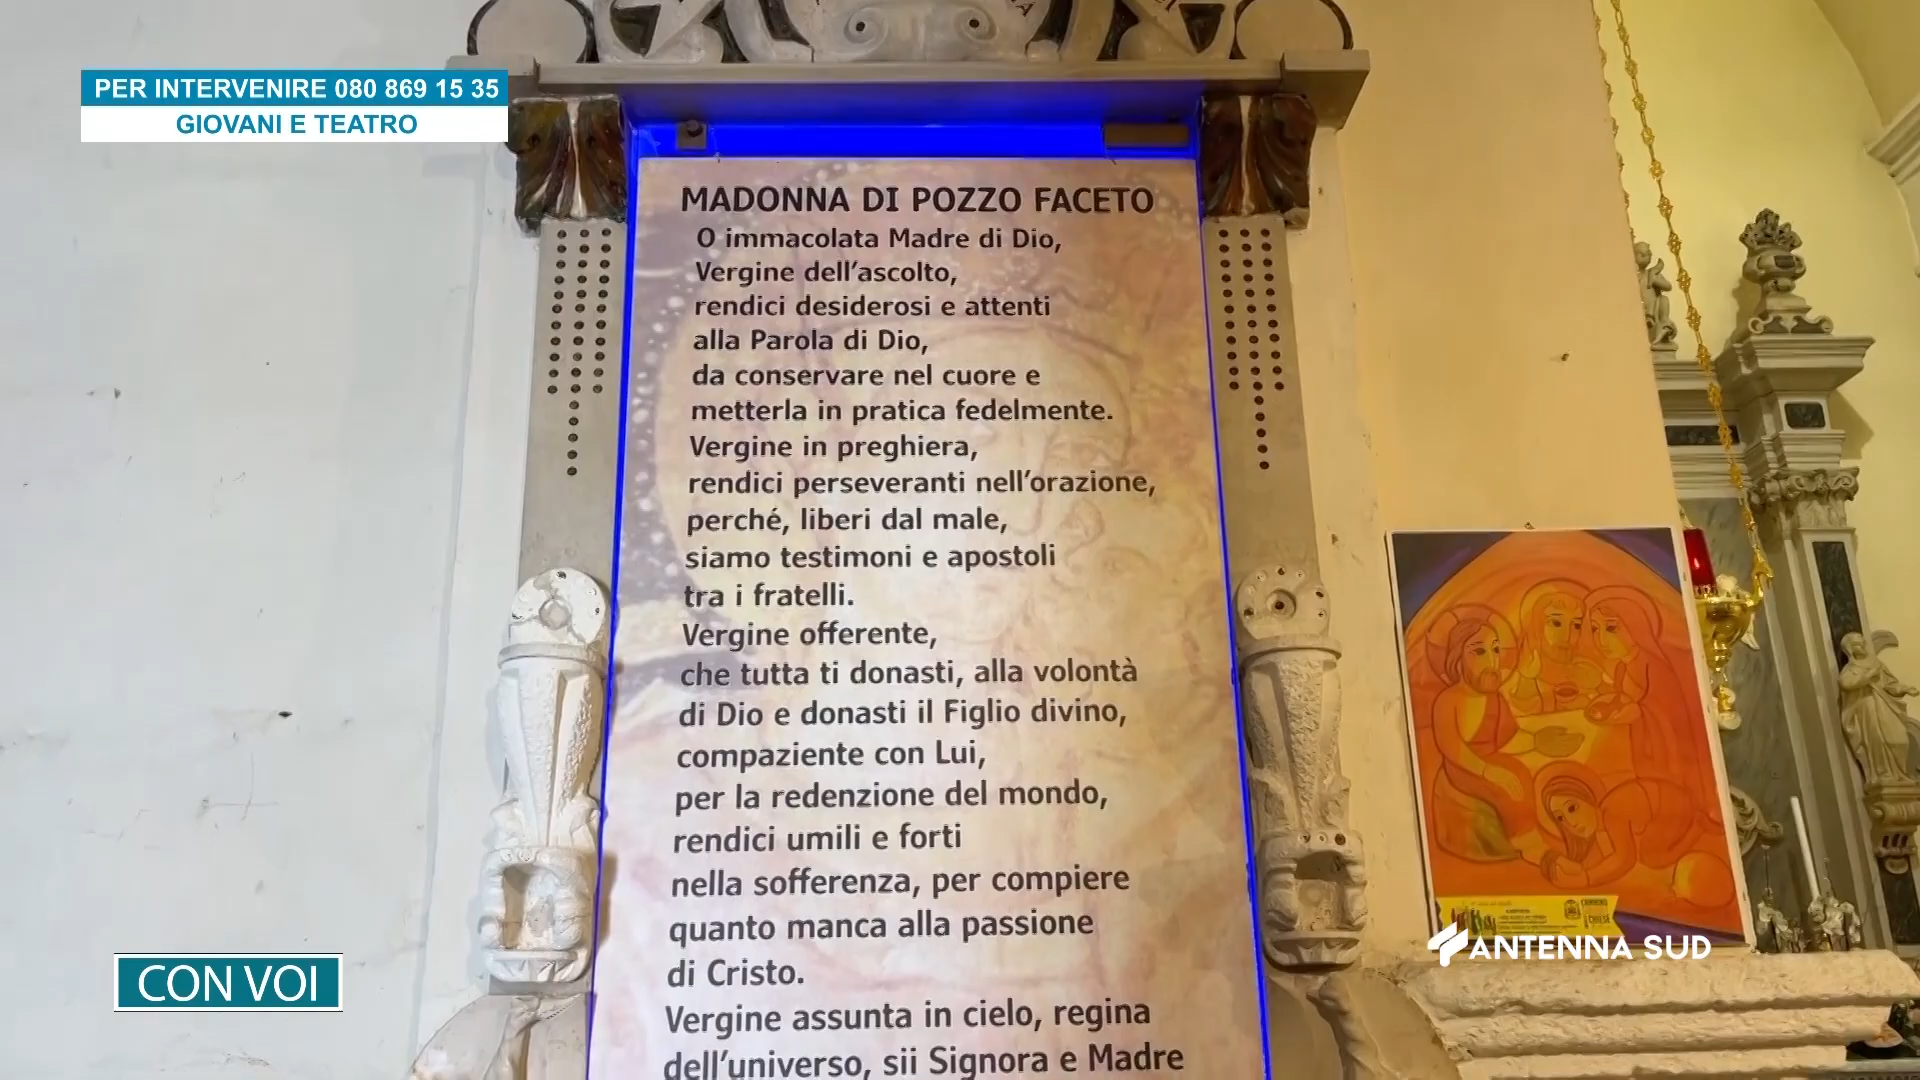 PER INTERVENIRE 080 869 15 35
GIOVANI E TEATRO
MADONNA DI POZZO FACETO
O immacolata Madre di Dio,
Vergine dell'ascolto,
rendici desiderosi e attenti
alla Parola di Dio,
da conservare nel cuore e
metterla in pratica fedelmente.
Vergine in preghiera,
rendici perseveranti nell'orazione,
perché, liberi dal male,
siamo testimoni e apostoli
tra i fratelli.
Vergine offerente,
che tutta ti donasti, alla volontà
di Dio e donasti il Figlio divino,
compaziente con Lui,
per la redenzione del mondo,
rendici umili e forti
nella sofferenza, per compiere
quanto manca alla passione
di Cristo.
Vergine assunta in cielo, regina
dell'universo, sii Signora e Madre
ANTENNA SUD
CON VOI